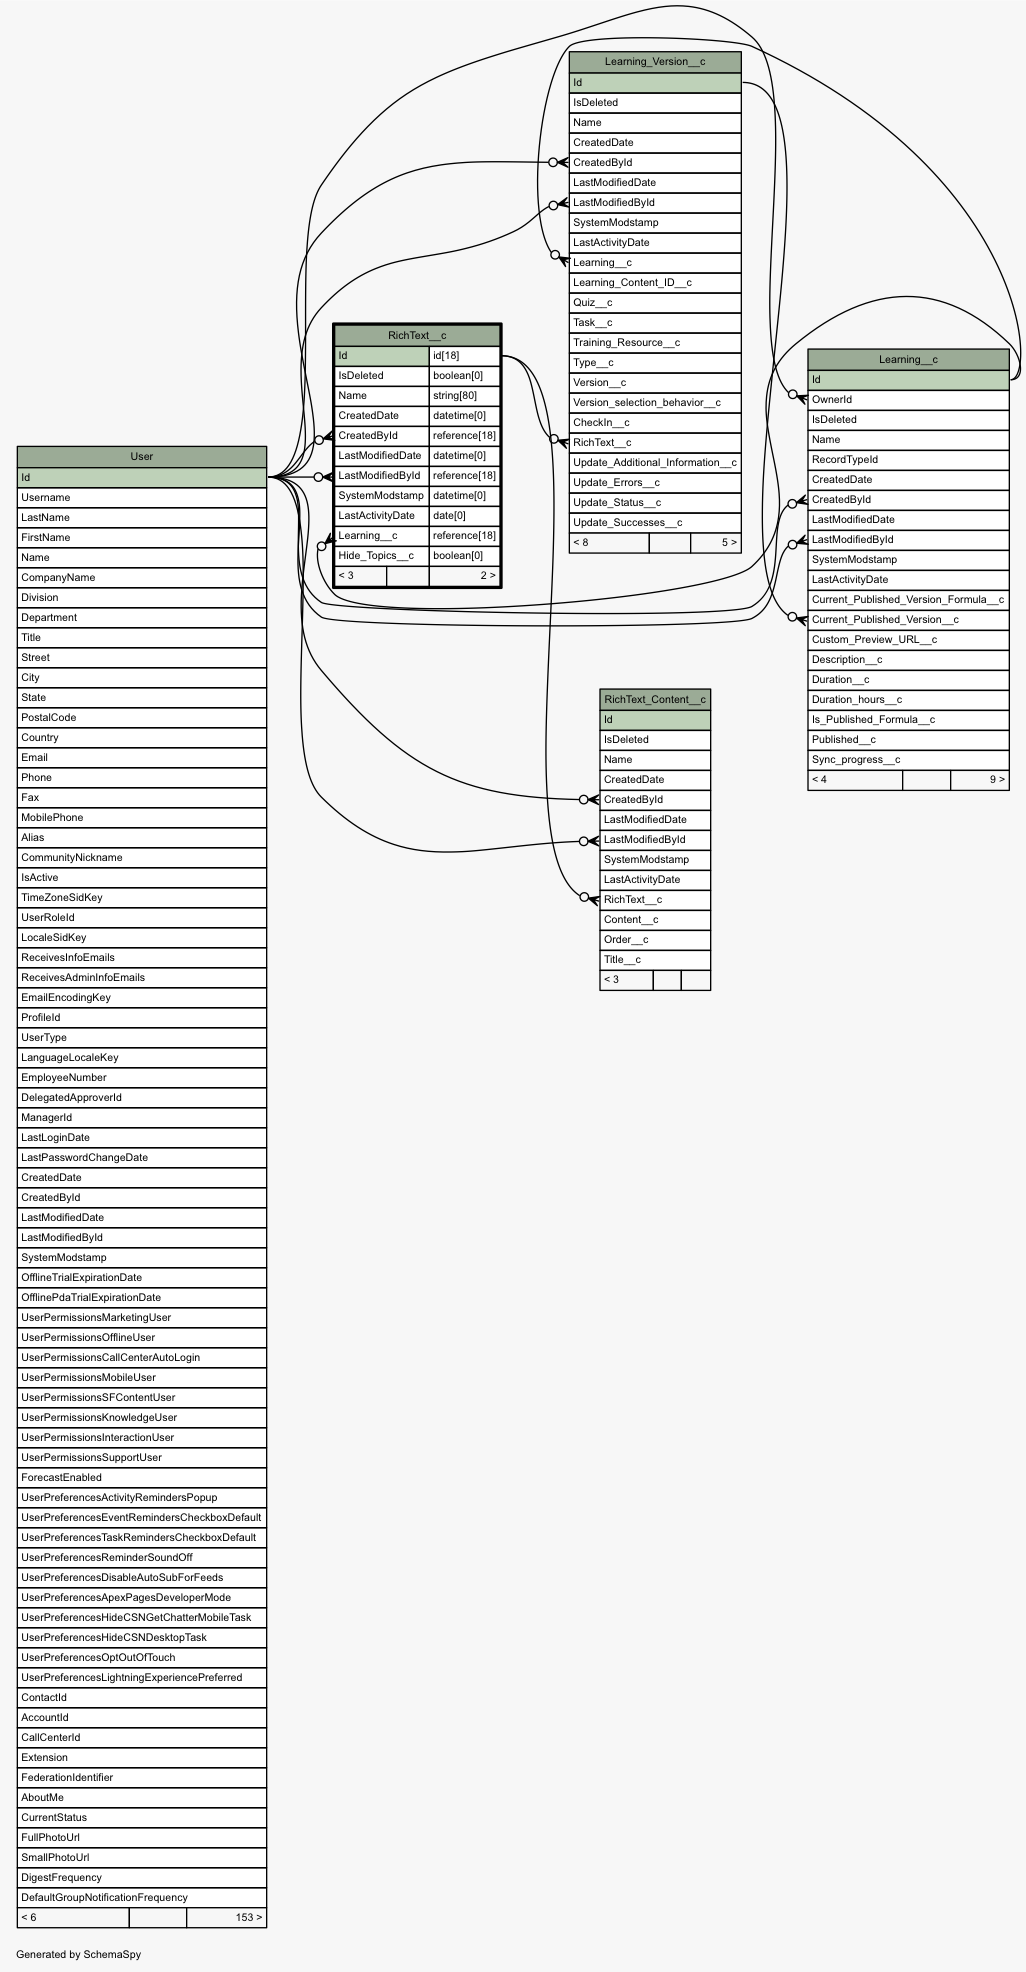 Learning_Version__c
Id
IsDeleted
Name
CreatedDate
CreatedById
LastModifiedDate
LastModifiedById
SystemModstamp
LastActivityDate
Learning__c
Learning_Content_ID__c
Quiz__c
Task__c
Training_Resource__c
Type__c
Version__c
Version_selection_behavior__c
CheckIn__c
RichText__c
Update_Additional_Information__c
Update_Errors__c
Update_Status__c
Update_Successes__c
< 8 5 >
RichText__c
Id id[18]
IsDeleted boolean[0]
Name string[80]
CreatedDate datetime[0]
CreatedById reference[18]
LastModifiedDate datetime[0]
LastModifiedById reference[18]
SystemModstamp datetime[0]
LastActivityDate date[0]
Learning__c reference[18]
Hide_Topics__c boolean[0]
< 3 2 >
Learning__c
Id
OwnerId
IsDeleted
Name
RecordTypeId
CreatedDate
CreatedById
LastModifiedDate
LastModifiedById
SystemModstamp
LastActivityDate
Current_Published_Version_Formula__c
Current_Published_Version__c
Custom_Preview_URL__c
Description__c
Duration__c
Duration_hours__c
Is_Published_Formula__c
Published__c
Sync_progress__c
< 4 9 >
RichText_Content__c
Id
IsDeleted
Name
CreatedDate
CreatedById
LastModifiedDate
LastModifiedById
SystemModstamp
LastActivityDate
RichText__c
Content__c
Order__c
Title__c
< 3
User
Id
Username
LastName
FirstName
Name
CompanyName
Division
Department
Title
Street
City
State
PostalCode
Country
Email
Phone
Fax
MobilePhone
Alias
CommunityNickname
IsActive
TimeZoneSidKey
UserRoleId
LocaleSidKey
ReceivesInfoEmails
ReceivesAdminInfoEmails
EmailEncodingKey
ProfileId
UserType
LanguageLocaleKey
EmployeeNumber
DelegatedApproverId
ManagerId
LastLoginDate
LastPasswordChangeDate
CreatedDate
CreatedById
LastModifiedDate
LastModifiedById
SystemModstamp
OfflineTrialExpirationDate
OfflinePdaTrialExpirationDate
UserPermissionsMarketingUser
UserPermissionsOfflineUser
UserPermissionsCallCenterAutoLogin
UserPermissionsMobileUser
UserPermissionsSFContentUser
UserPermissionsKnowledgeUser
UserPermissionsInteractionUser
UserPermissionsSupportUser
ForecastEnabled
UserPreferencesActivityRemindersPopup
UserPreferencesEventRemindersCheckboxDefault
UserPreferencesTaskRemindersCheckboxDefault
UserPreferencesReminderSoundOff
UserPreferencesDisableAutoSubForFeeds
UserPreferencesApexPagesDeveloperMode
UserPreferencesHideCSNGetChatterMobileTask
UserPreferencesHideCSNDesktopTask
UserPreferencesOptOutOfTouch
UserPreferencesLightningExperiencePreferred
ContactId
AccountId
CallCenterId
Extension
FederationIdentifier
AboutMe
CurrentStatus
FullPhotoUrl
SmallPhotoUrl
DigestFrequency
DefaultGroupNotificationFrequency
< 6 153 >
Generated by SchemaSpy